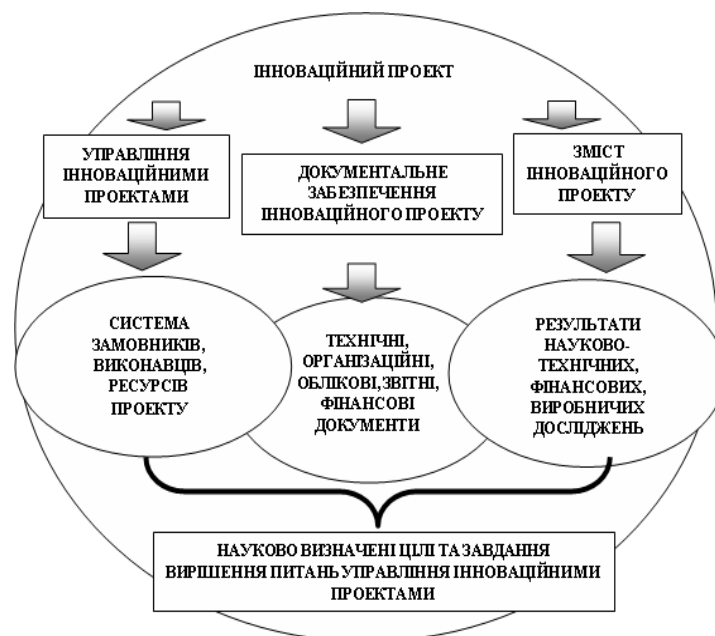 ІННОВАЦІЙНИЙ ПРОЕКТ
УПРАВЛІННЯ
ІННОВАЦІЙНИМИ
ПРОЕКТАМИ
ДОКУМЕНТАЛЬНЕ
ЗАБЕЗПЕЧЕННЯ
ІННОВАЦІЙНОГО ПРОЕКТУ
ЗМІСТ
ІННОВАЦІЙНОГО
ПРОЕКТУ
СИСТЕМА
ЗАМОВНИКІВ,
ВИКОНАВЦІВ,
РЕСУРСІВ
ПРОЕКТУ
ТЕХНІЧНІ,
ОРГАНІЗАЦІЙНІ,
ОБЛІКОВІ, ЗВІТНІ,
ФІНАНСОВІ
ДОКУМЕНТИ
РЕЗУЛЬТАТИ
НАУКОВО-
ТЕХНІЧНИХ,
ФІНАНСОВИХ,
ВИРОБНИЧИХ
ДОСЛІДЖЕНЬ
НАУКОВО ВИЗНАЧЕНІ ЦІЛІ ТА ЗАВДАННЯ
ВИРІШЕННЯ ПИТАНЬ УПРАВЛІННЯ ІННОВАЦІЙНИМИ
ПРОЕКТАМИ